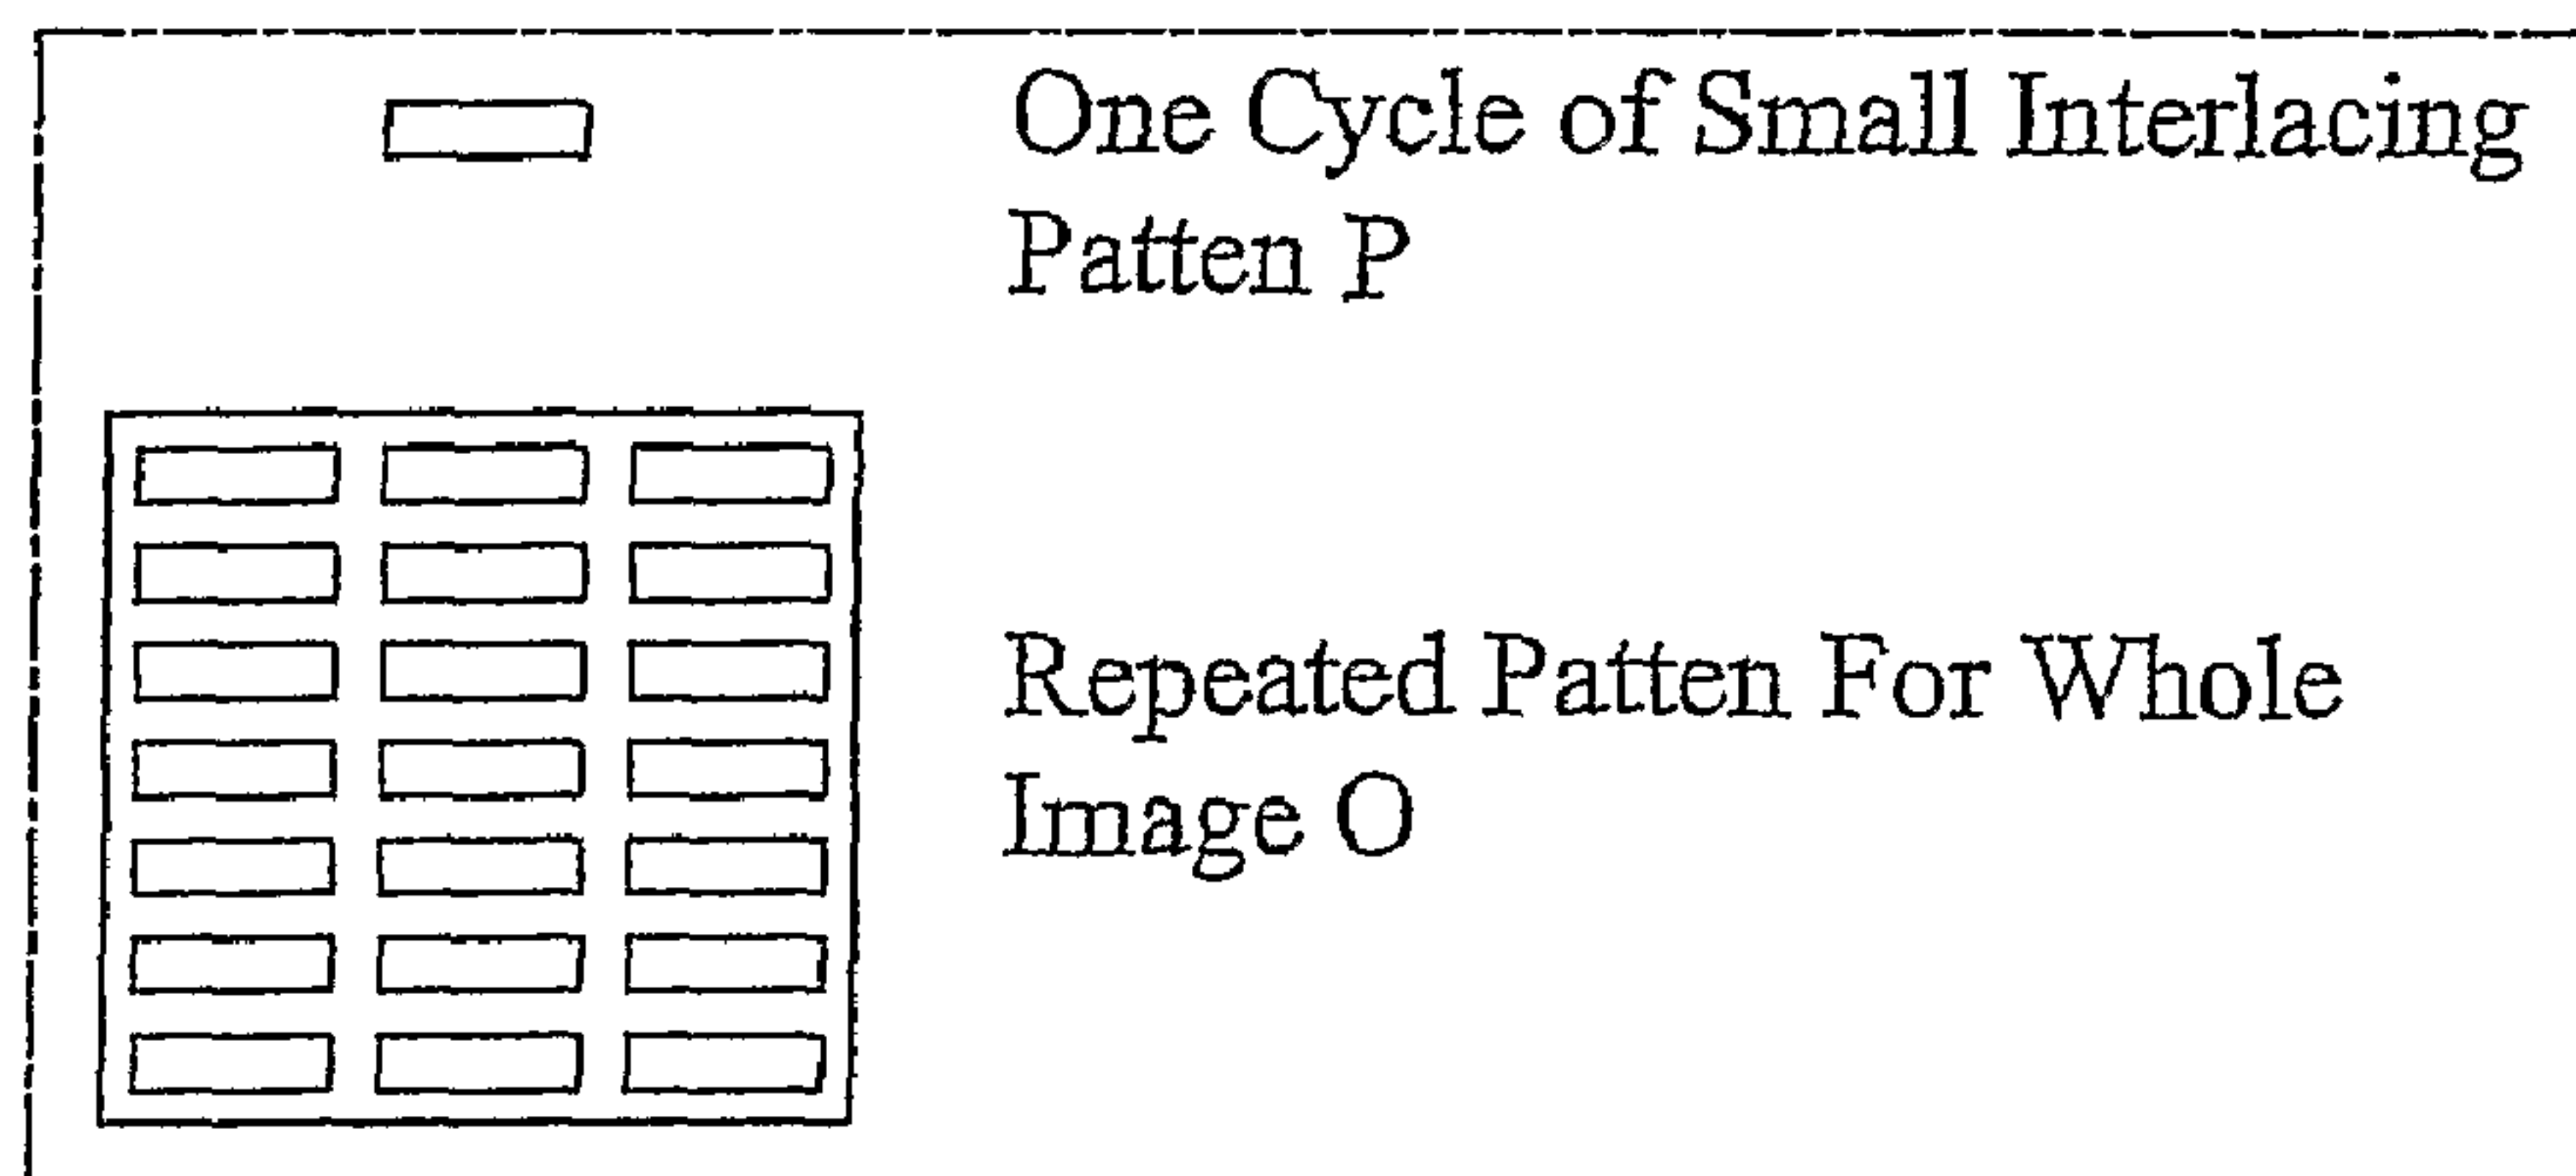 One Cycle of Small Interlacing
Patten P
Repeated Patten For Whole
Image O